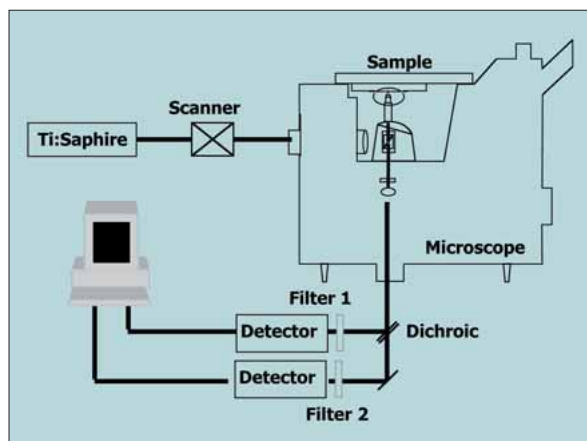 Sample
Scanner
Ti:Saphire
Microscope
Filter 1
Detector
Dichroic
Detector
Filter 2